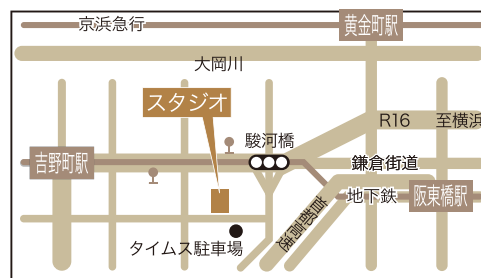 京浜急行
黄金町駅
大岡川
スタジオ
R16
至横浜
駿河橋
吉野町駅
鎌倉街道
地下鉄
阪東橋駅
首都高速
タイムス駐車場